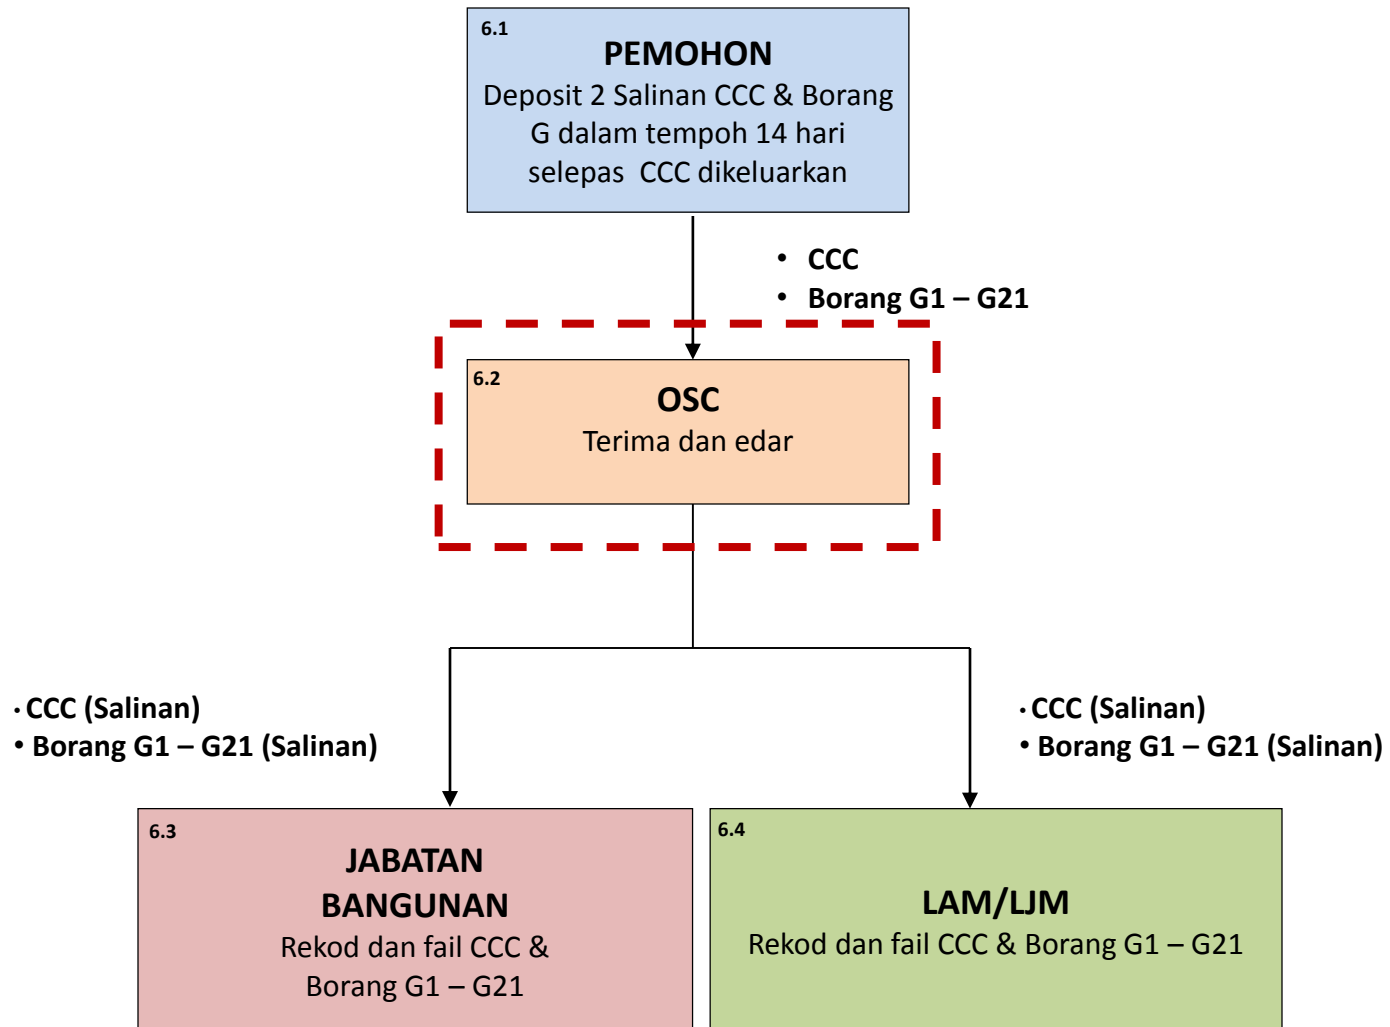 6.1
PEMOHON
Deposit 2 Salinan CCC & Borang
G dalam tempoh 14 hari
selepas CCC dikeluarkan
• CCC
• Borang G1 – G21
6.2
OSC
Terima dan edar
• CCC (Salinan)
• Borang G1 – G21 (Salinan)
• CCC (Salinan)
• Borang G1 – G21 (Salinan)
6.3
JABATAN
BANGUNAN
Rekod dan fail CCC &
Borang G1 – G21
6.4
LAM/LJM
Rekod dan fail CCC & Borang G1 – G21